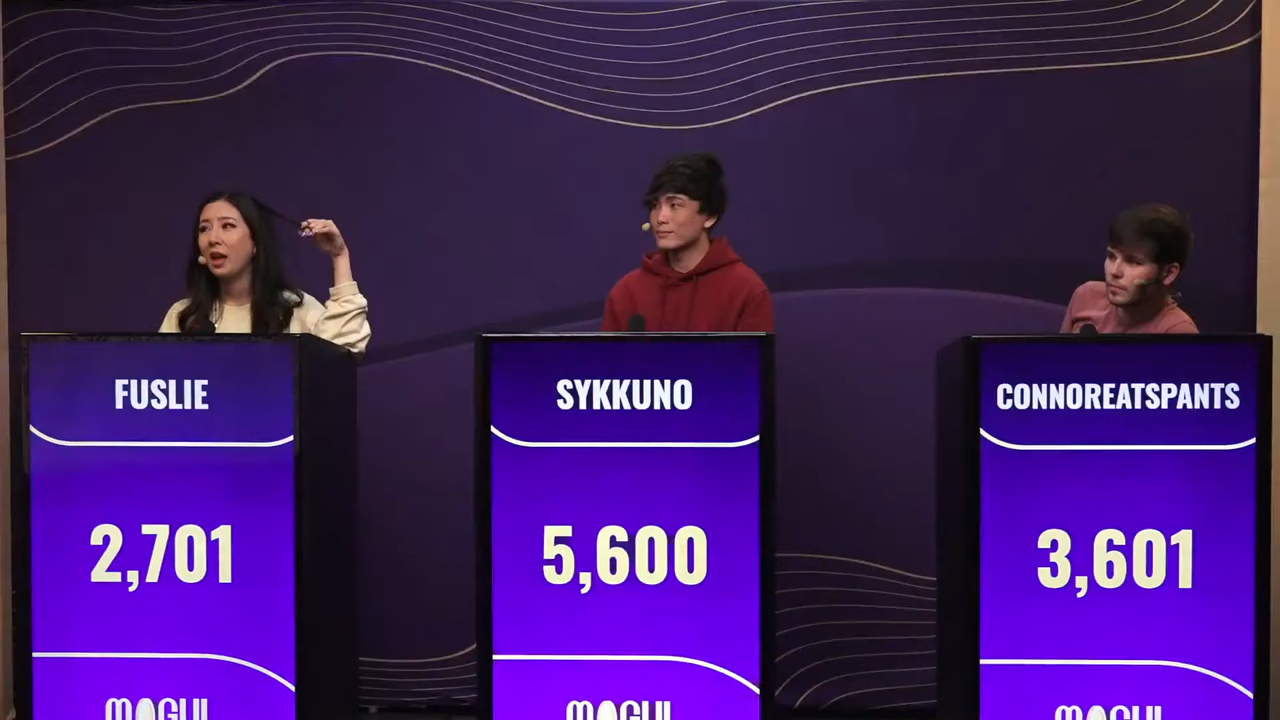 FUSLIE
2,701
SYKKUNO
5,600
CONNOREATSPANTS
3,601